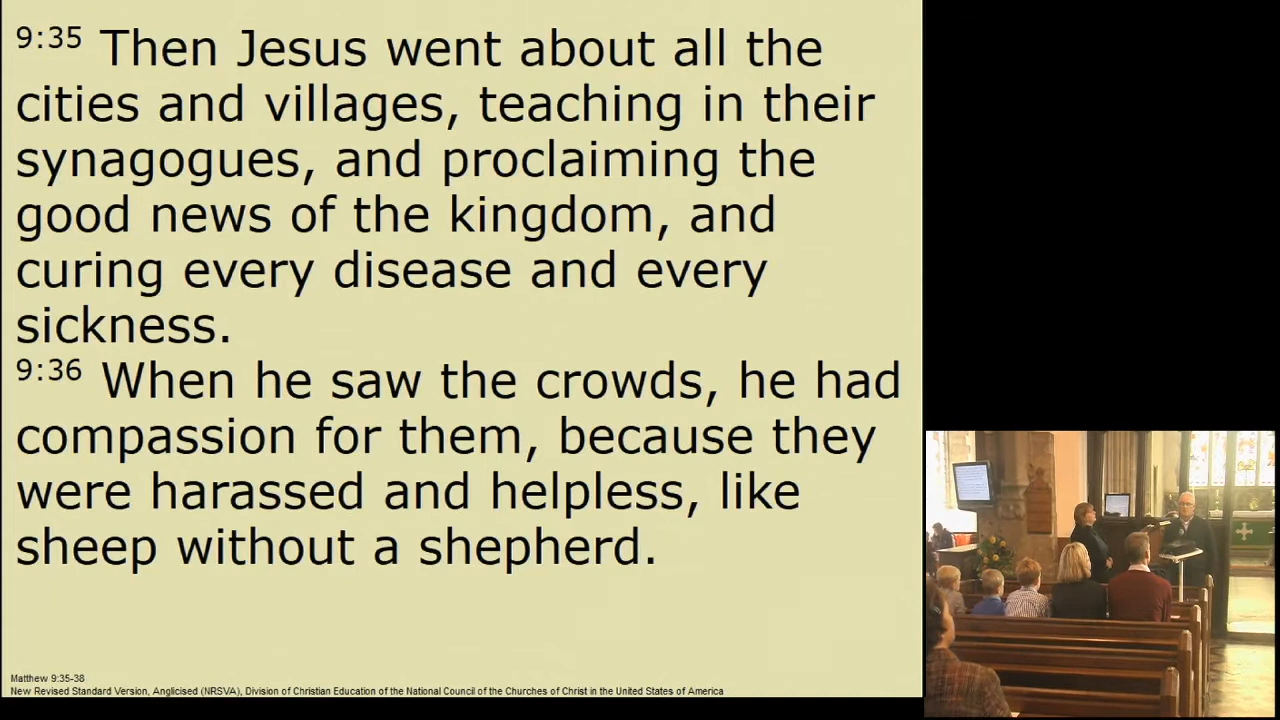 9:35 Then Jesus went about all the
cities and villages, teaching in their
synagogues, and proclaiming the
good news of the kingdom, and
curing every disease and every
sickness.
9:36 When he saw the crowds, he had
compassion for them, because they
were harassed and helpless, like
sheep without a shepherd.
Matthew 9:35-38
New Revised Standard Version, Anglicised (NRSVA), Division of Christian Education of the National Council of the Churches of Christ in the United States of America